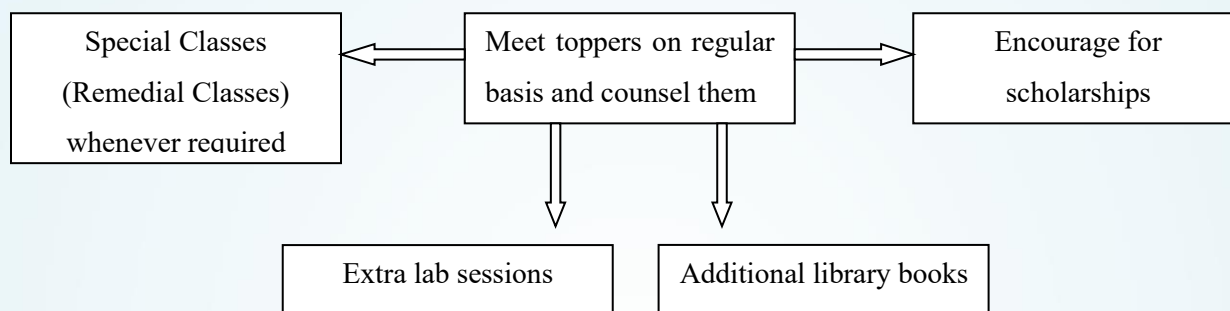 Special Classes
(Remedial Classes)
whenever required
Meet toppers on regular
basis and counsel them
Encourage for
scholarships
Extra lab sessions
Additional library books